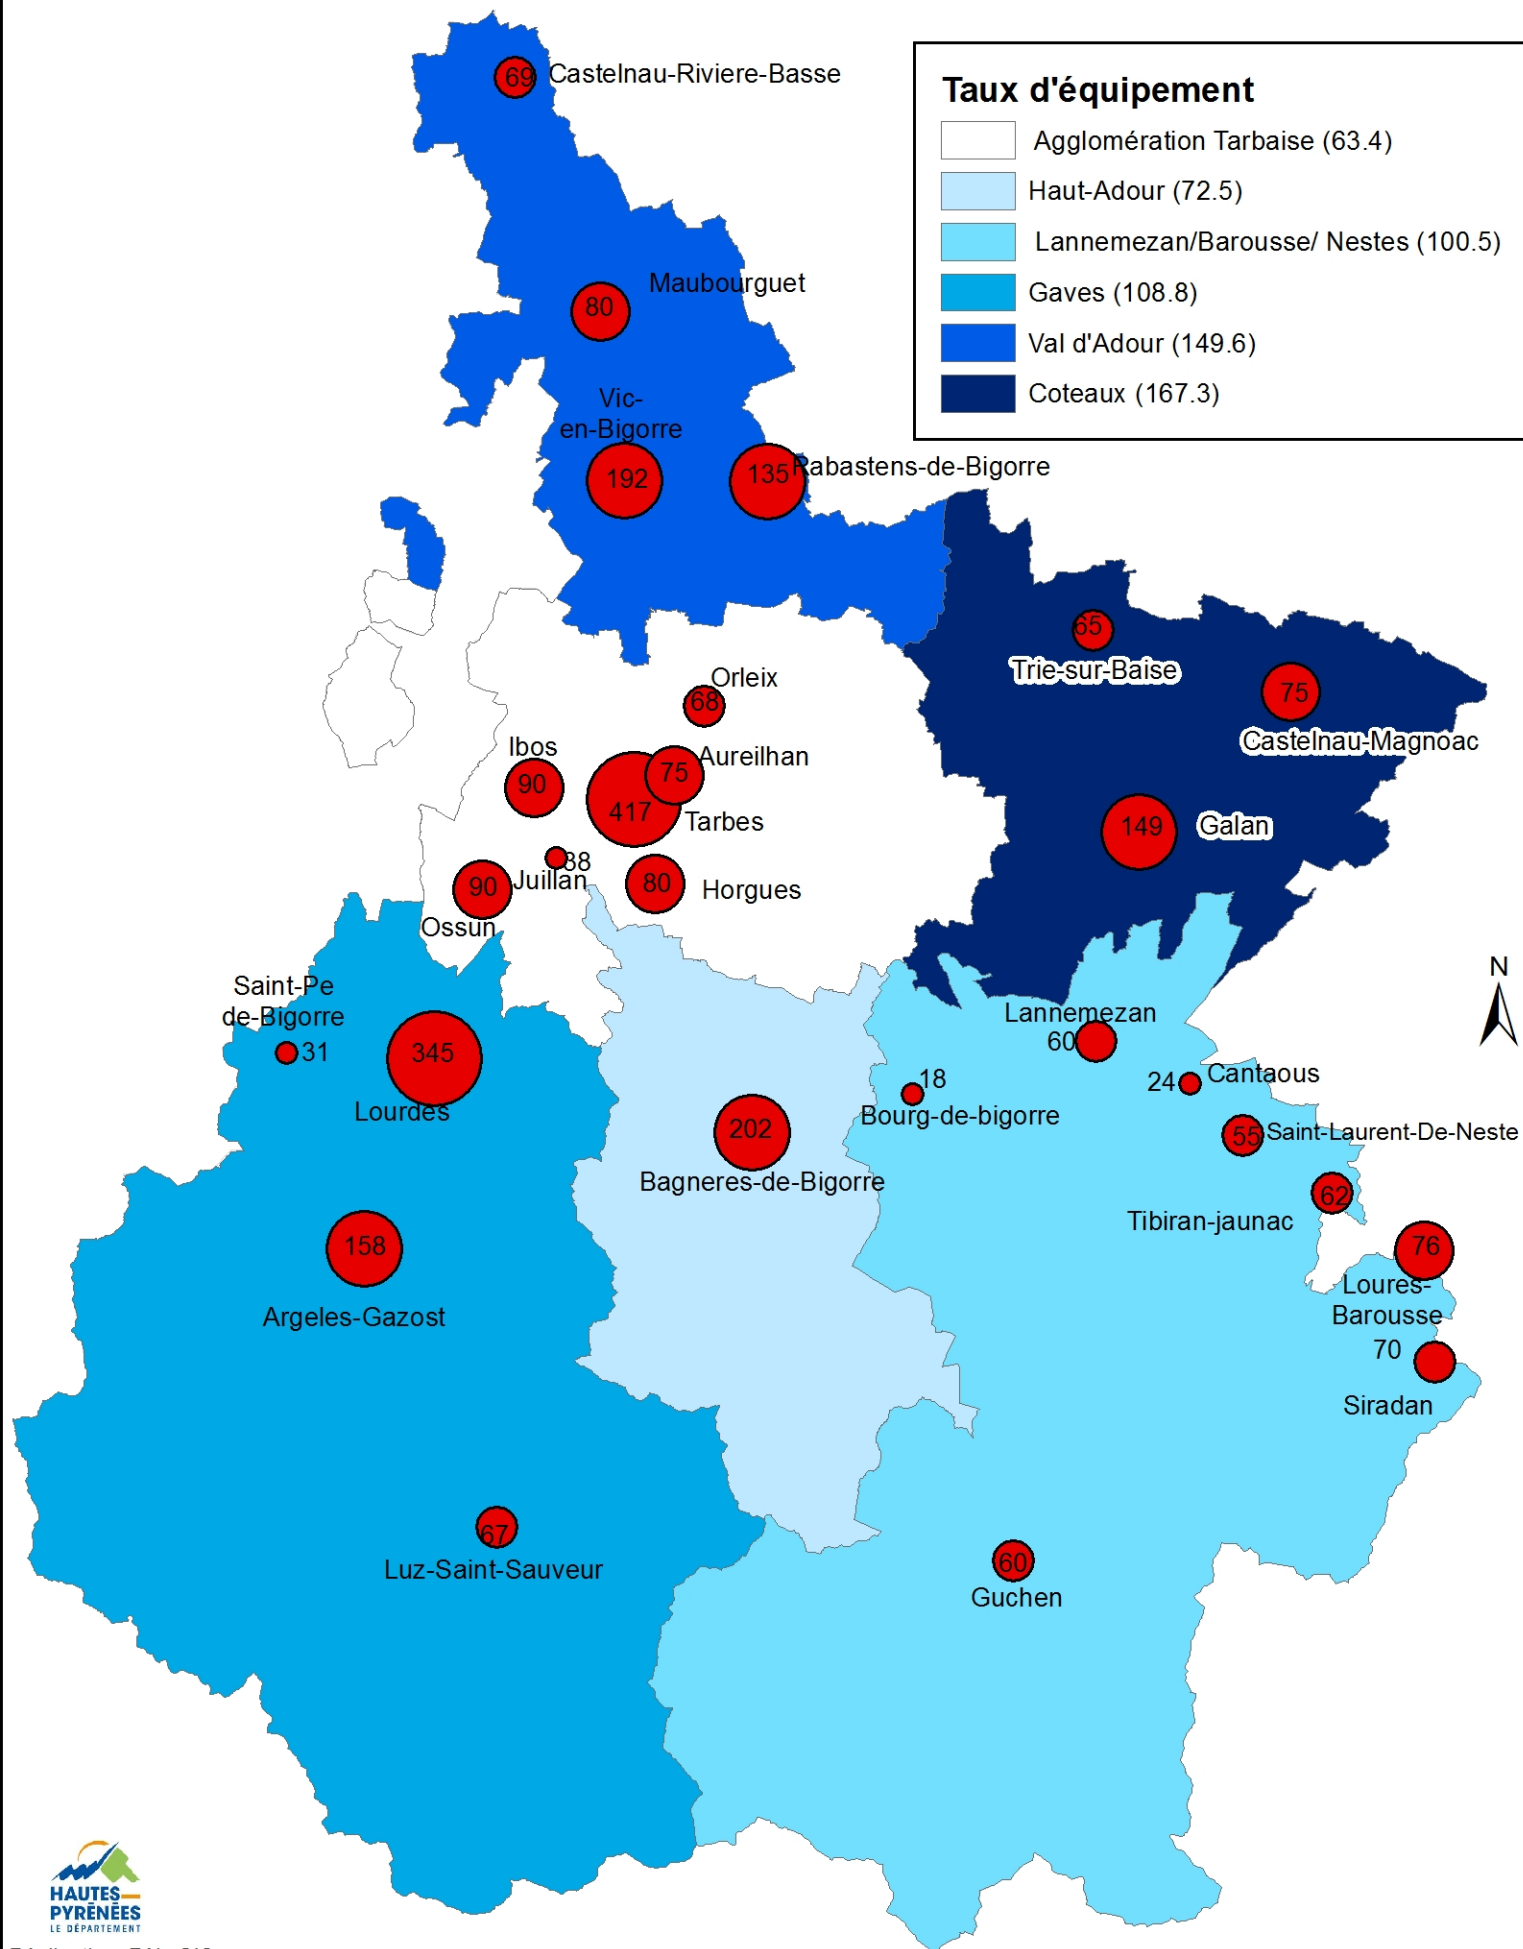 69 Castelnau-Riviere-Basse
Taux d'équipement
Agglomération Tarbaise (63.4)
Haut-Adour (72.5)
Lannemezan/Barousse/ Nestes (100.5)
Gaves (108.8)
Val d'Adour (149.6)
Coteaux (167.3)
Maubourguet
80
Vic-
en-Bigorre
192
135 Rabastens-de-Bigorre
65
Trie-sur-Baise
75
Castelnau-Magnoac
149 Galan
Orleix
68
Ibos
90
Aureilhan
75
417
Tarbes
38
Juillan
90
Ossun
80 Horgues
Saint-Pe
de-Bigorre
31
345
Lourdes
202
Bagneres-de-Bigorre
158
Argeles-Gazost
67
Luz-Saint-Sauveur
Lannemezan
60
18
Bourg-de-bigorre
24 Cantaous
55 Saint-Laurent-De-Neste
62
Tibiran-jaunac
76
Loures-
Barousse
70
Siradan
60
Guchen
N
HAUTES
PYRÉNÉES
LE DÉPARTEMENT